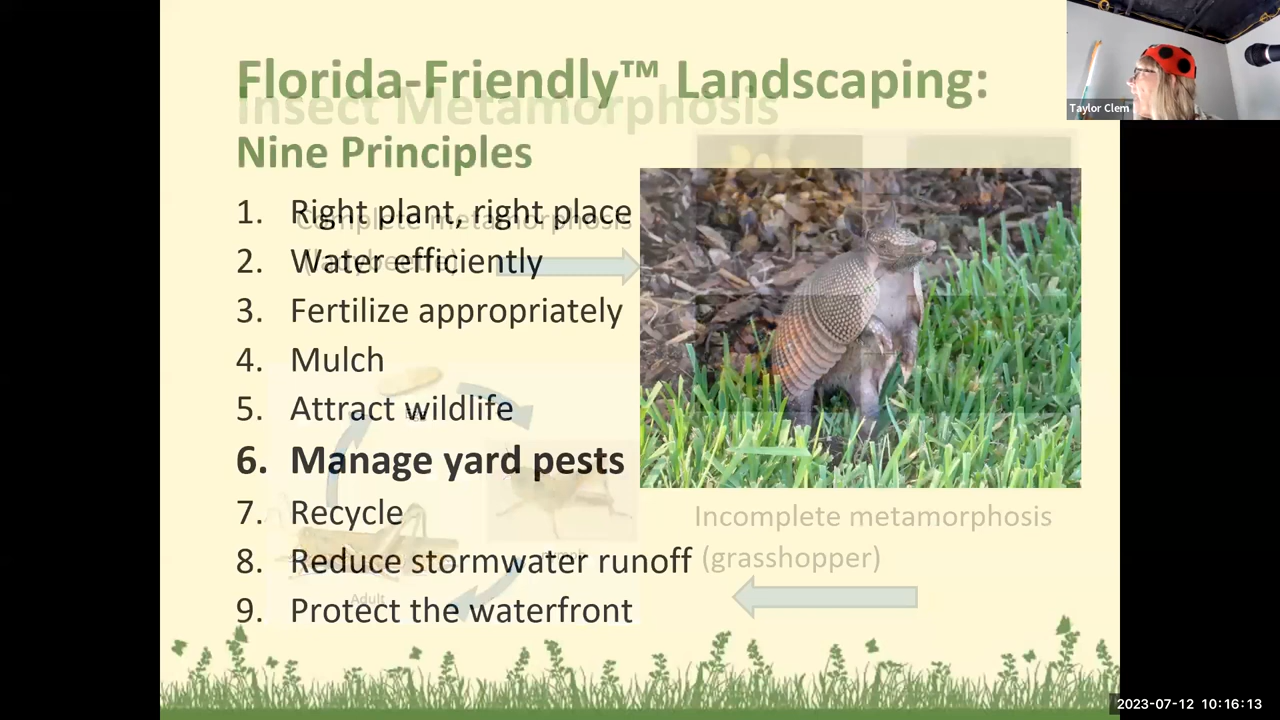 Florida-Friendly™ Landscaping:
Insect Metamorphosis
Nine Principles
1. Right plant, right place
Complete metamorphosis
2. Water efficiently
3. Fertilize appropriately
4. Mulch
5. Attract wildlife
6. Manage yard pests
7. Recycle
8. Reduce stormwater runoff
9. Protect the waterfront
Incomplete metamorphosis
(grasshopper)
Adult
Taylor Clem
2023-07-12 10:16:13